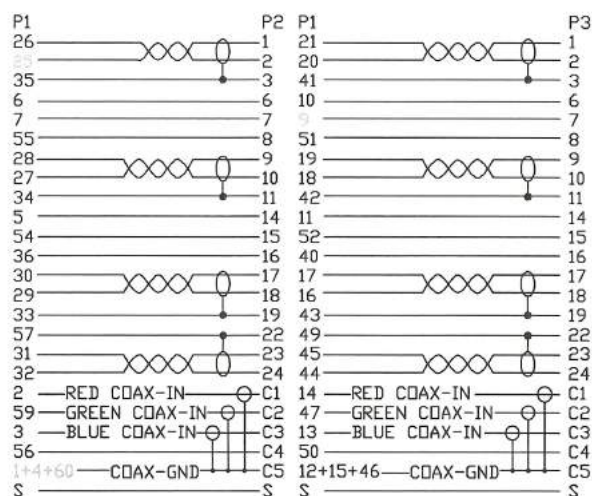 P1 P2 P1 P3
26 1 21 1
25 2 20 2
35 3 41 3
6 6 10 6
7 7 9 7
55 8 51 8
28 9 19 9
27 10 18 10
34 11 42 11
5 14 11 14
54 15 52 15
36 16 40 16
30 17 17 17
29 18 16 18
33 19 43 19
57 22 49 22
31 23 45 23
32 24 44 24
2 RED COAX-IN C1 14 RED COAX-IN C1
59 GREEN COAX-IN C2 47 GREEN COAX-IN C2
3 BLUE COAX-IN C3 13 BLUE COAX-IN C3
56 C4 50 C4
1+4+60 COAX-GND C5 12+15+46 COAX-GND C5
S S S S